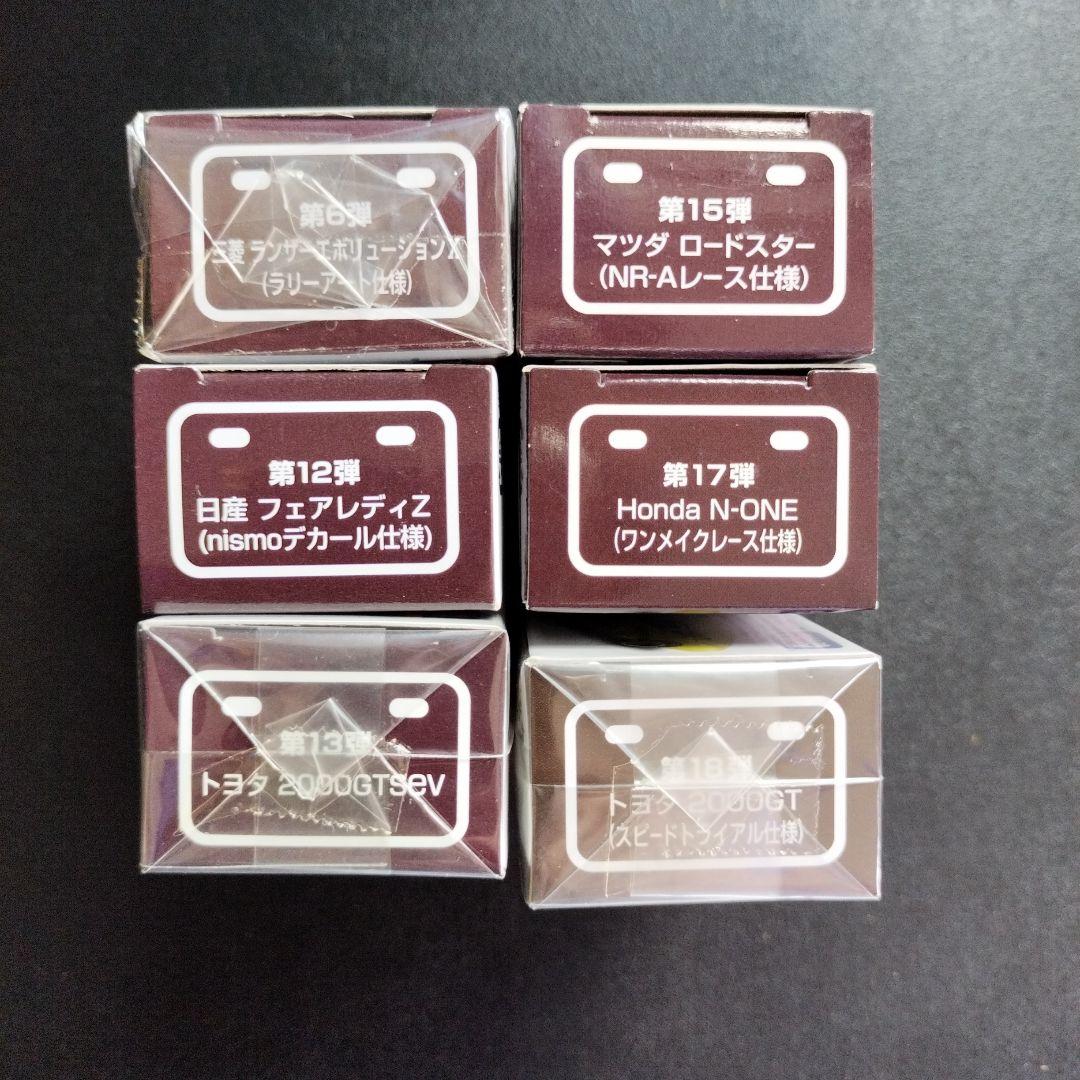 第6弾
三菱 ランサーエボリューションX
(ラリーアート仕様)
第15弾
マツダ ロードスター
(NR-Aレース仕様)
第12弾
日産 フェアレディZ
(nismoデカール仕様)
第17弾
Honda N-ONE
(ワンメイクレース仕様)
第13弾
トヨタ 2000GTSEV
第18弾
トヨタ 2000GT
(スピードトライアル仕様)